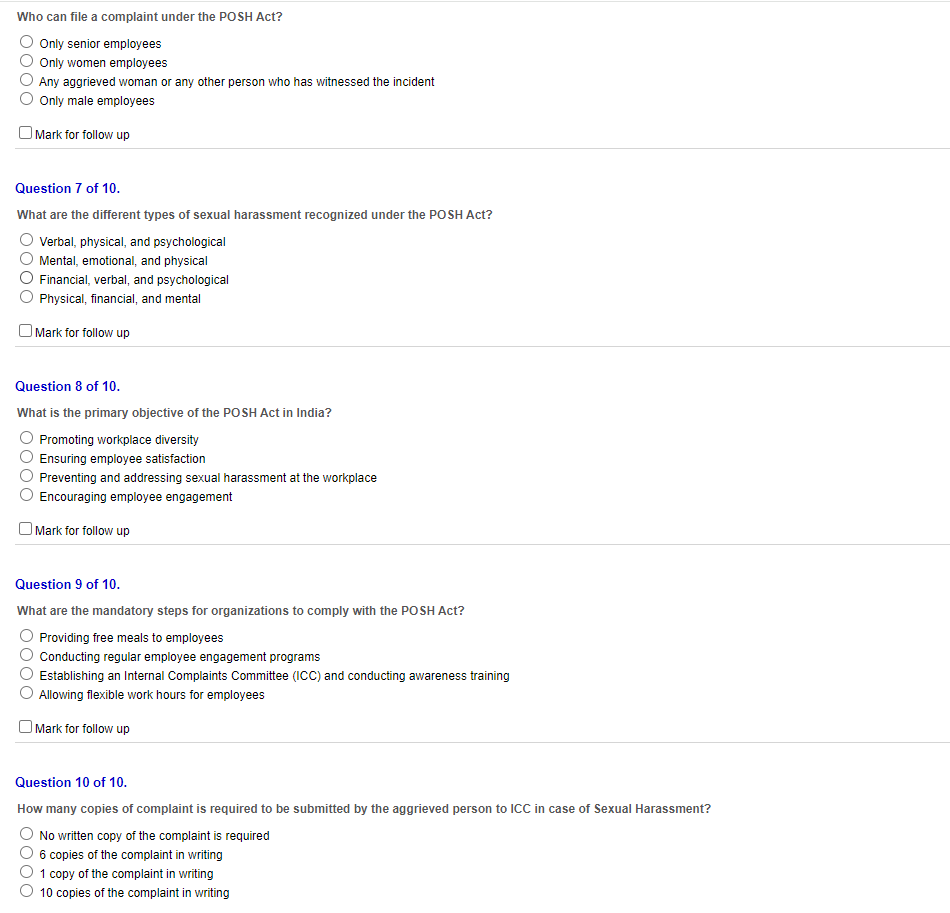 Who can file a complaint under the POSH Act?
Only senior employees
Only women employees
Any aggrieved woman or any other person who has witnessed the incident
Only male employees
Mark for follow up
Question 7 of 10.
What are the different types of sexual harassment recognized under the POSH Act?
Verbal, physical, and psychological
Mental, emotional, and physical
Financial, verbal, and psychological
Physical, financial, and mental
Mark for follow up
Question 8 of 10.
What is the primary objective of the POSH Act in India?
Promoting workplace diversity
Ensuring employee satisfaction
Preventing and addressing sexual harassment at the workplace
Encouraging employee engagement
Mark for follow up
Question 9 of 10.
What are the mandatory steps for organizations to comply with the POSH Act?
Providing free meals to employees
Conducting regular employee engagement programs
Establishing an Internal Complaints Committee (ICC) and conducting awareness training
Allowing flexible work hours for employees
Mark for follow up
Question 10 of 10.
How many copies of complaint is required to be submitted by the aggrieved person to ICC in case of Sexual Harassment?
No written copy of the complaint is required
6 copies of the complaint in writing
1 copy of the complaint in writing
10 copies of the complaint in writing